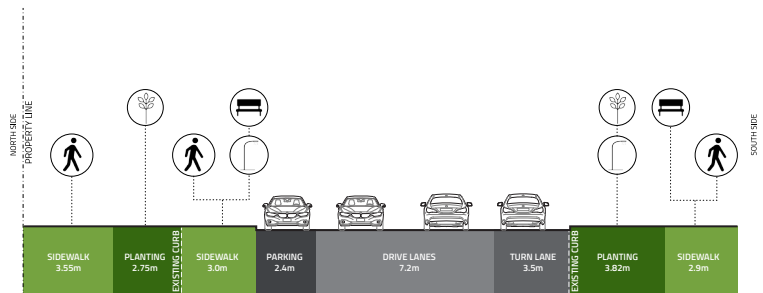 NORTH SIDE
PROPERTY LINE
SOUTH SIDE
SIDEWALK
3.55m
PLANTING
2.75m
EXISTING CURB
SIDEWALK
3.0m
PARKING
2.4m
DRIVE LANES
7.2m
TURN LANE
3.5m
EXISTING CURB
PLANTING
3.82m
SIDEWALK
2.9m